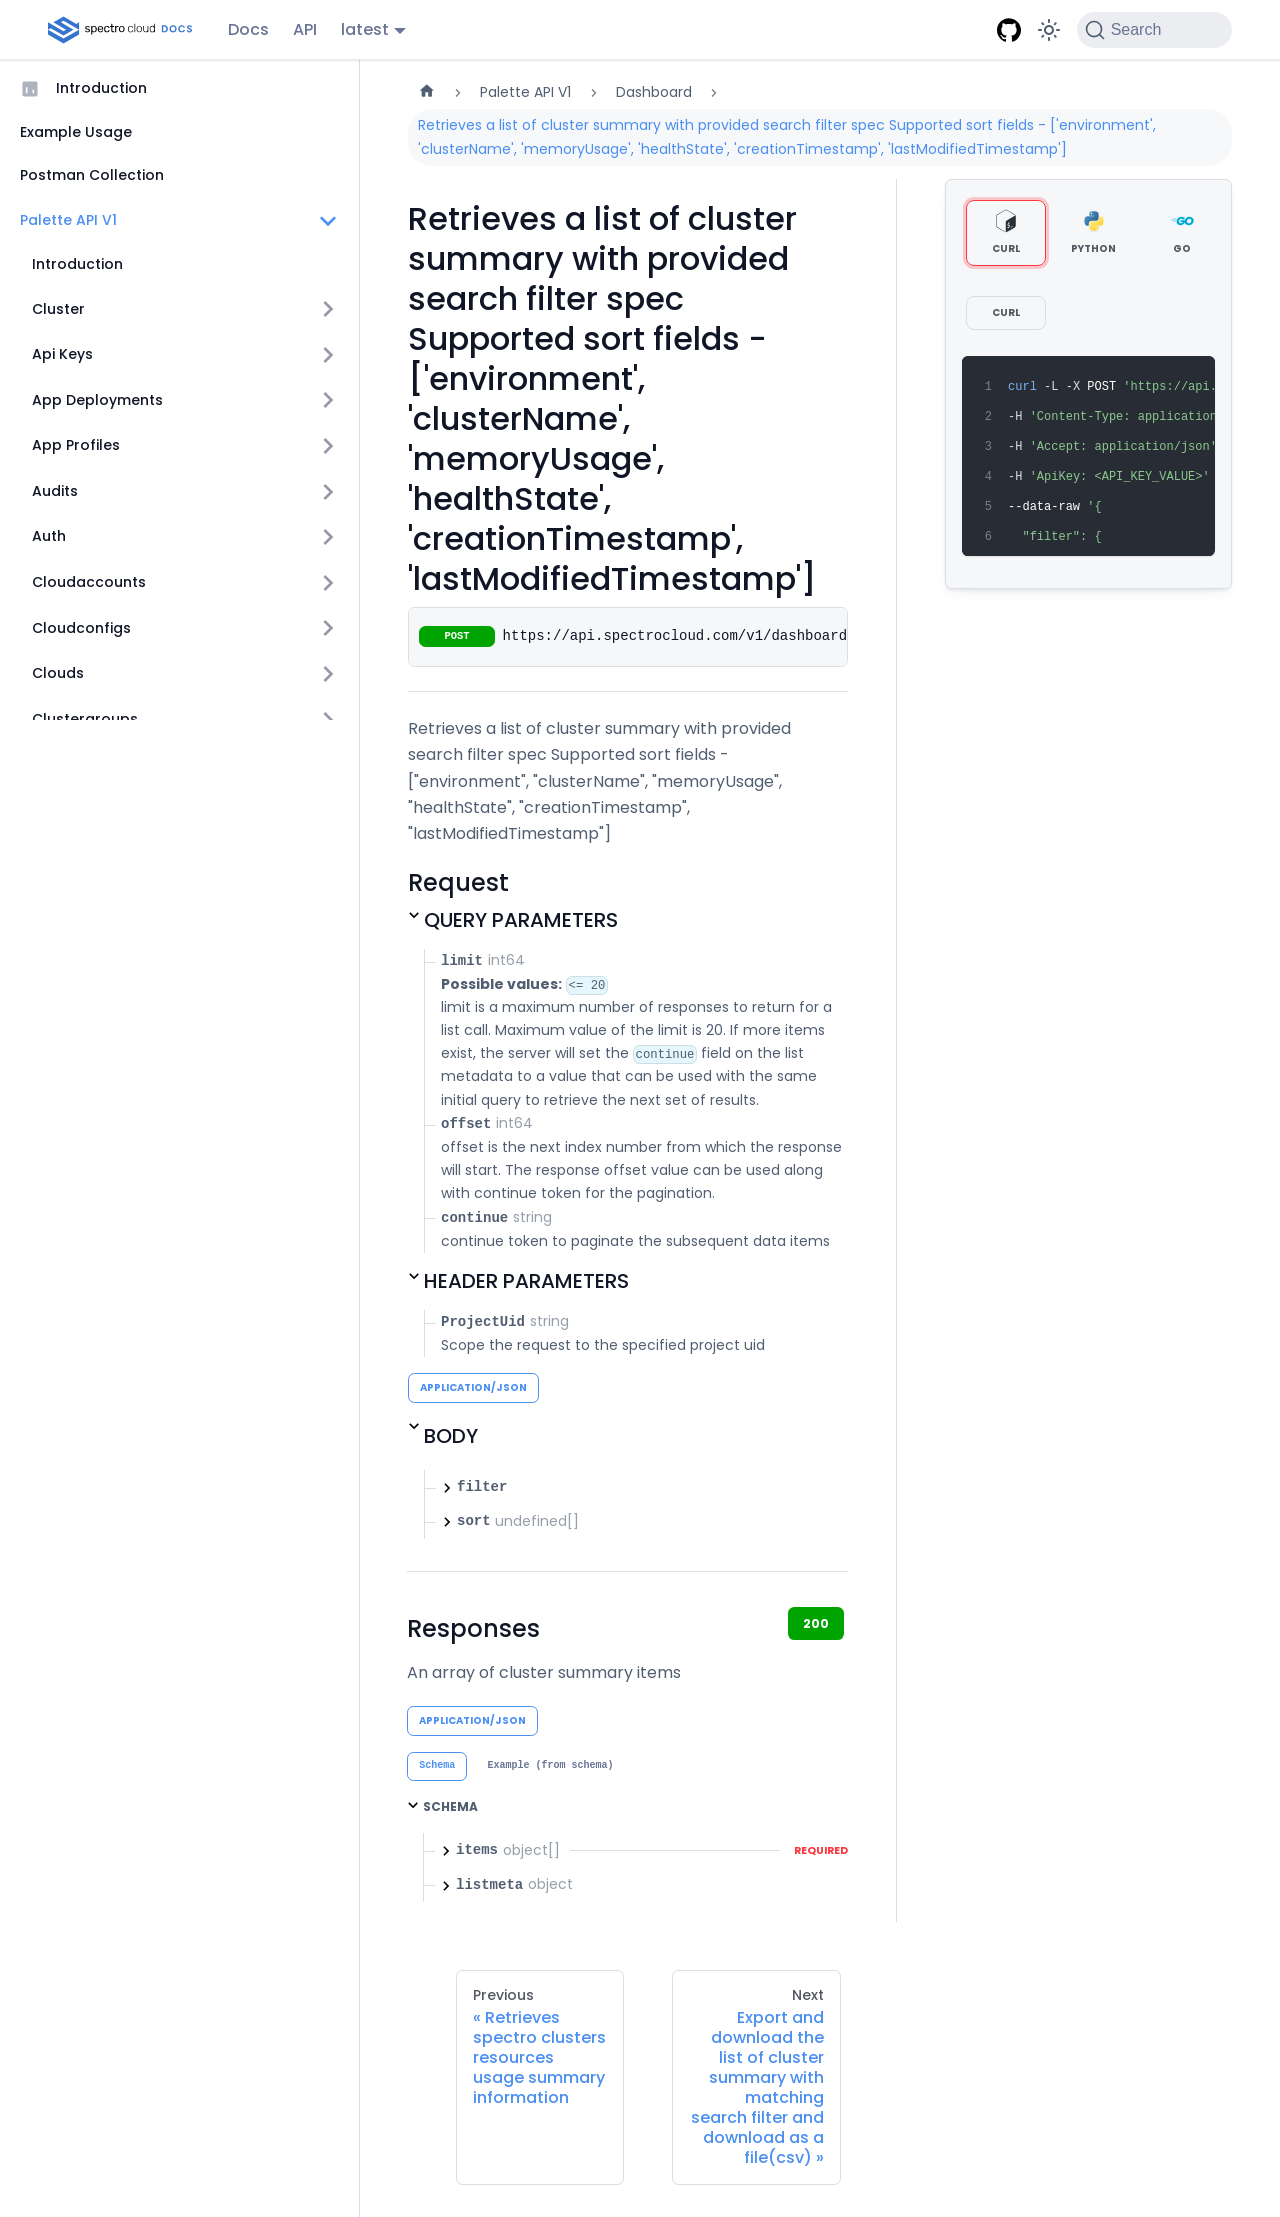 spectro cloud DOCS
Docs
API
latest
Search
Introduction
Example Usage
Postman Collection
Palette API V1
Introduction
Cluster
Api Keys
App Deployments
App Profiles
Audits
Auth
Cloudaccounts
Cloudconfigs
Clouds
Clustergroups
Palette API V1
Dashboard
Retrieves a list of cluster summary with provided search filter spec Supported sort fields - ['environment',
'clusterName', 'memoryUsage', 'healthState', 'creationTimestamp', 'lastModifiedTimestamp']
Retrieves a list of cluster
summary with provided
search filter spec
Supported sort fields -
['environment',
'clusterName',
'memoryUsage',
'healthState',
'creationTimestamp',
'lastModifiedTimestamp']
POST https://api.spectrocloud.com/v1/dashboard
Retrieves a list of cluster summary with provided
search filter spec Supported sort fields -
["environment", "clusterName", "memoryUsage",
"healthState", "creationTimestamp",
"lastModifiedTimestamp"]
Request
QUERY PARAMETERS
limit int64
Possible values: <= 20
limit is a maximum number of responses to return for a
list call. Maximum value of the limit is 20. If more items
exist, the server will set the continue field on the list
metadata to a value that can be used with the same
initial query to retrieve the next set of results.
offset int64
offset is the next index number from which the response
will start. The response offset value can be used along
with continue token for the pagination.
continue string
continue token to paginate the subsequent data items
HEADER PARAMETERS
ProjectUid string
Scope the request to the specified project uid
APPLICATION/JSON
BODY
filter
sort undefined[]
Responses
200
An array of cluster summary items
APPLICATION/JSON
Schema
Example (from schema)
SCHEMA
items object[]
REQUIRED
listmeta object
CURL
PYTHON
GO
CURL
1 curl -L -X POST 'https://api.
2 -H 'Content-Type: application
3 -H 'Accept: application/json'
4 -H 'ApiKey: <API_KEY_VALUE>'
5 --data-raw '{
6 "filter": {
Previous
« Retrieves
spectro clusters
resources
usage summary
information
Next
Export and
download the
list of cluster
summary with
matching
search filter and
download as a
file(csv) »